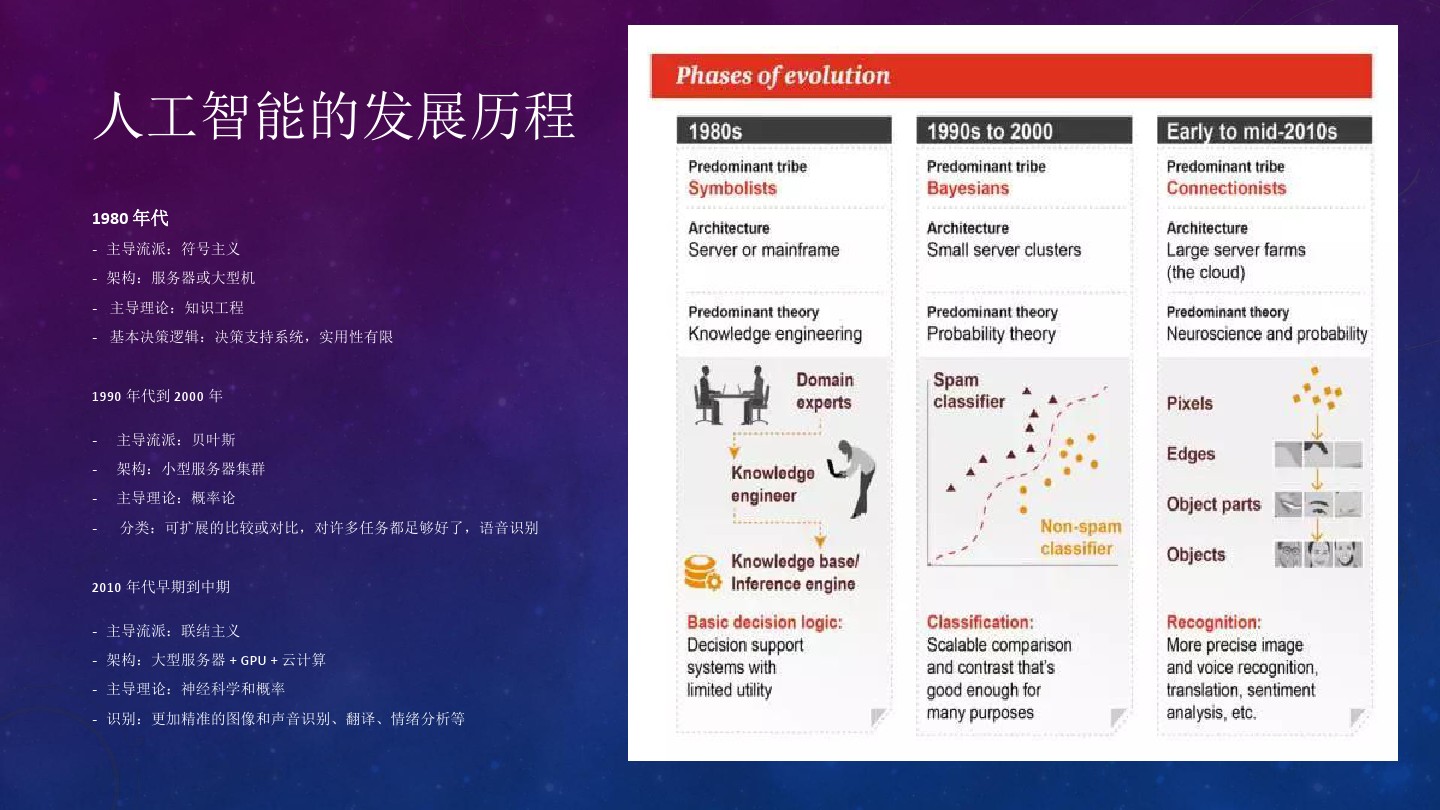 人工智能的发展历程
1980 年代
- 主导流派：符号主义
- 架构：服务器或大型机
- 主导理论：知识工程
- 基本决策逻辑：决策支持系统，实用性有限
1990 年代到 2000 年
- 主导流派：贝叶斯
- 架构：小型服务器集群
- 主导理论：概率论
- 分类：可扩展的比较或对比，对许多任务都足够好了，语音识别
2010 年代早期到中期
- 主导流派：联结主义
- 架构：大型服务器 + GPU + 云计算
- 主导理论：神经科学和概率
- 识别：更加精准的图像和声音识别、翻译、情绪分析等
Phases of evolution
1980s
Predominant tribe
Symbolists
Architecture
Server or mainframe
Predominant theory
Knowledge engineering
Domain
experts
Knowledge
engineer
Knowledge base/
Inference engine
Basic decision logic:
Decision support
systems with
limited utility
1990s to 2000
Predominant tribe
Bayesians
Architecture
Small server clusters
Predominant theory
Probability theory
Spam
classifier
Non-spam
classifier
Classification:
Scalable comparison
and contrast that's
good enough for
many purposes
Early to mid-2010s
Predominant tribe
Connectionists
Architecture
Large server farms
(the cloud)
Predominant theory
Neuroscience and probability
Pixels
Edges
Object parts
Objects
Recognition:
More precise image
and voice recognition,
translation, sentiment
analysis, etc.